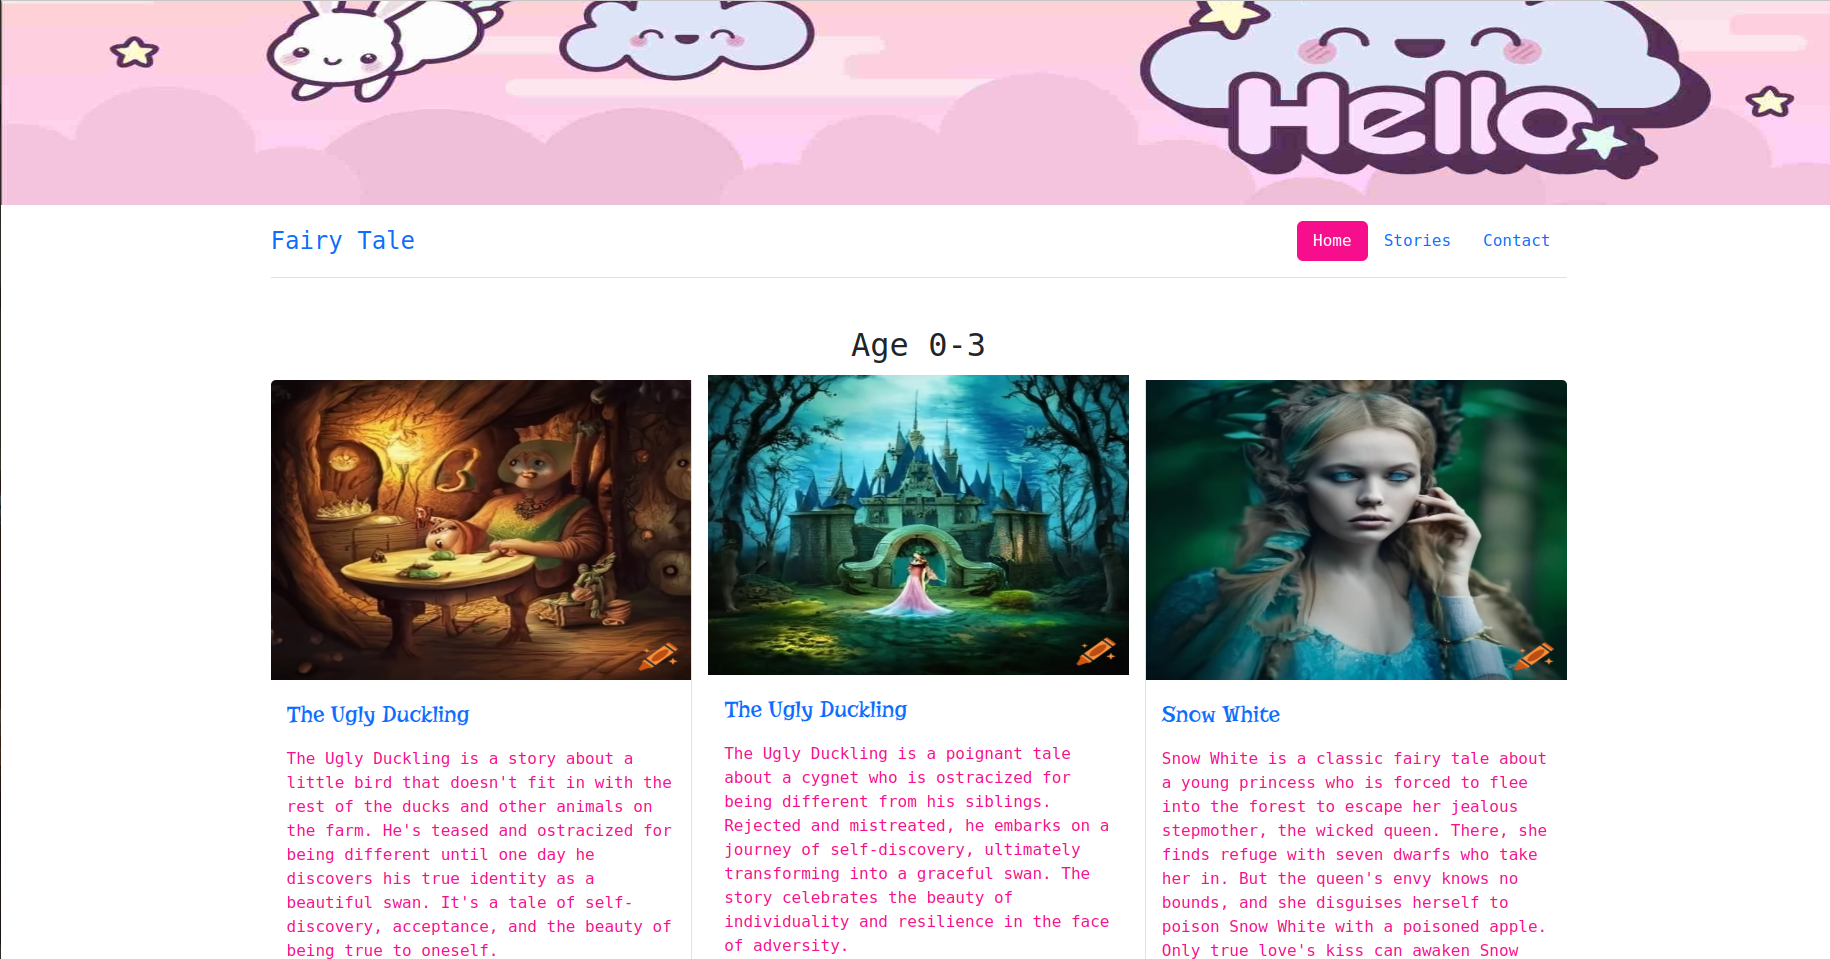 Hello
Fairy Tale
Home Stories Contact
Age 0-3
The Ugly Duckling
The Ugly Duckling is a story about a
little bird that doesn't fit in with the
rest of the ducks and other animals on
the farm. He's teased and ostracized for
being different until one day he
discovers his true identity as a
beautiful swan. It's a tale of self-
discovery, acceptance, and the beauty of
being true to oneself.
The Ugly Duckling
The Ugly Duckling is a poignant tale
about a cygnet who is ostracized for
being different from his siblings.
Rejected and mistreated, he embarks on a
journey of self-discovery, ultimately
transforming into a graceful swan. The
story celebrates the beauty of
individuality and resilience in the face
of adversity.
Snow White
Snow White is a classic fairy tale about
a young princess who is forced to flee
into the forest to escape her jealous
stepmother, the wicked queen. There, she
finds refuge with seven dwarfs who take
her in. But the queen's envy knows no
bounds, and she disguises herself to
poison Snow White with a poisoned apple.
Only true love's kiss can awaken Snow